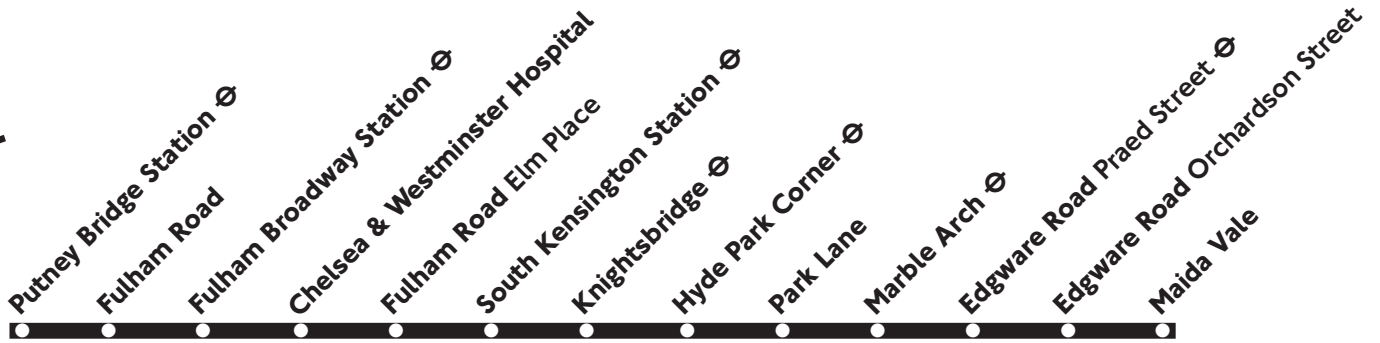 Putney Bridge Station
Fulham Road
Fulham Broadway Station
Chelsea & Westminster Hospital
Fulham Road Elm Place
South Kensington Station
Knightsbridge
Hyde Park Corner
Park Lane
Marble Arch
Edgware Road Praed Street
Edgware Road Orchardson Street
Maida Vale